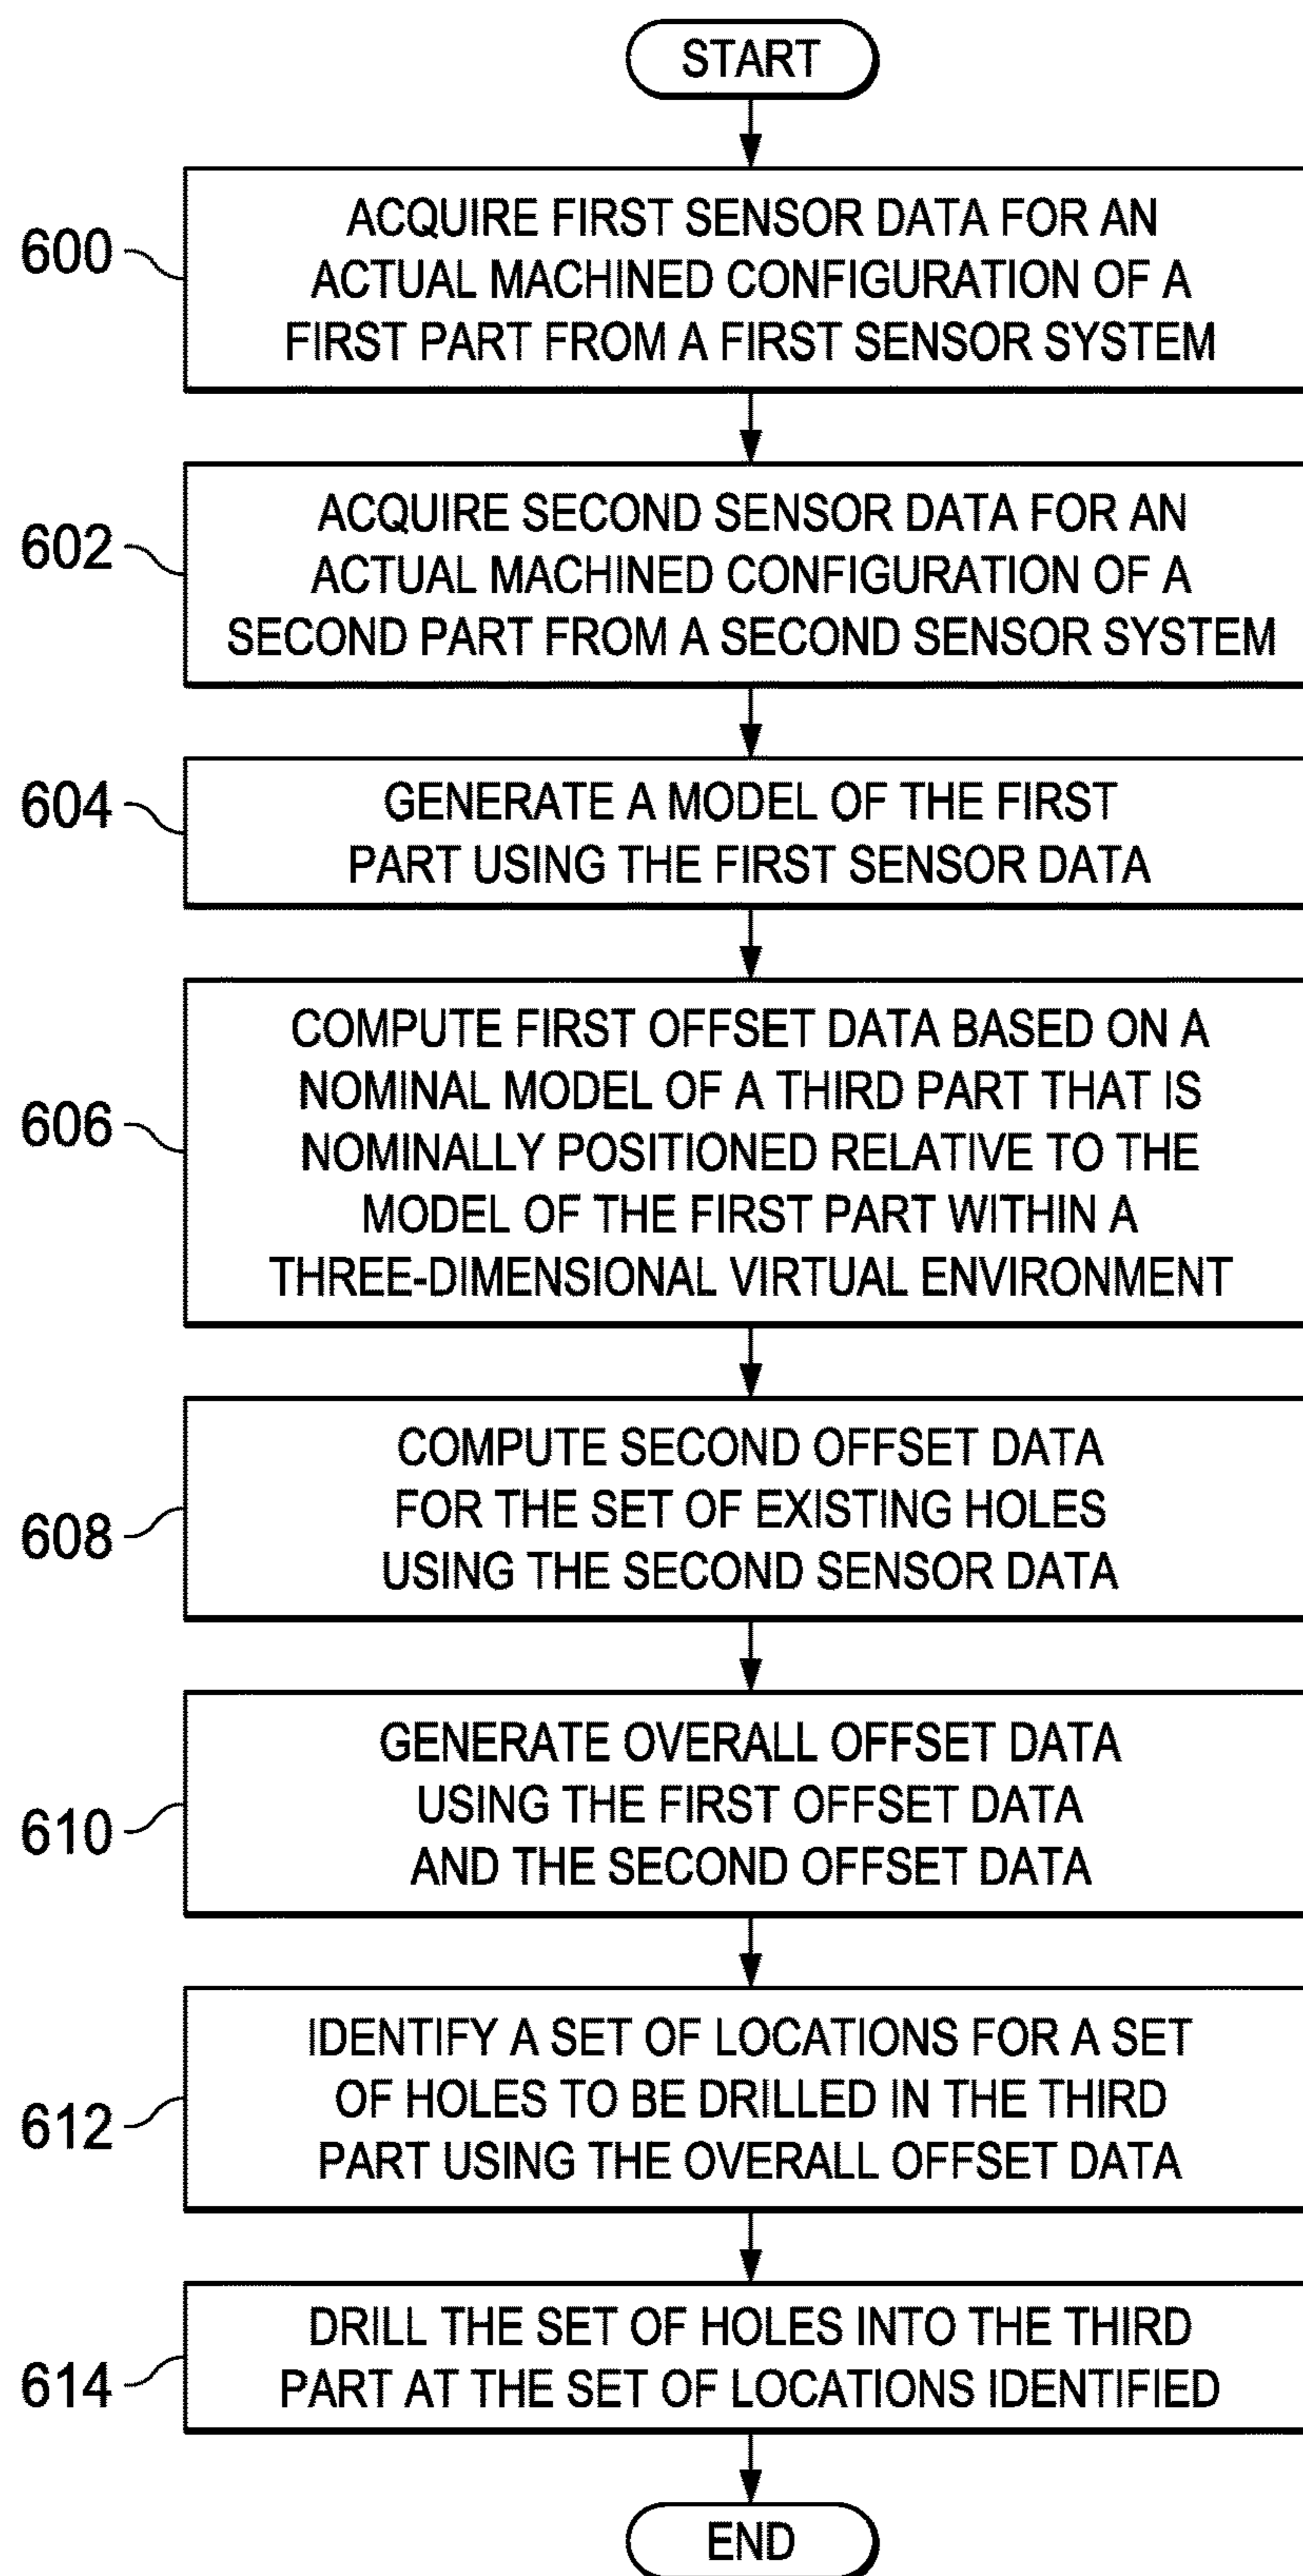 START
600
ACQUIRE FIRST SENSOR DATA FOR AN
ACTUAL MACHINED CONFIGURATION OF A
FIRST PART FROM A FIRST SENSOR SYSTEM
602
ACQUIRE SECOND SENSOR DATA FOR AN
ACTUAL MACHINED CONFIGURATION OF A
SECOND PART FROM A SECOND SENSOR SYSTEM
604
GENERATE A MODEL OF THE FIRST
PART USING THE FIRST SENSOR DATA
606
COMPUTE FIRST OFFSET DATA BASED ON A
NOMINAL MODEL OF A THIRD PART THAT IS
NOMINALLY POSITIONED RELATIVE TO THE
MODEL OF THE FIRST PART WITHIN A
THREE-DIMENSIONAL VIRTUAL ENVIRONMENT
608
COMPUTE SECOND OFFSET DATA
FOR THE SET OF EXISTING HOLES
USING THE SECOND SENSOR DATA
610
GENERATE OVERALL OFFSET DATA
USING THE FIRST OFFSET DATA
AND THE SECOND OFFSET DATA
612
IDENTIFY A SET OF LOCATIONS FOR A SET
OF HOLES TO BE DRILLED IN THE THIRD
PART USING THE OVERALL OFFSET DATA
614
DRILL THE SET OF HOLES INTO THE THIRD
PART AT THE SET OF LOCATIONS IDENTIFIED
END